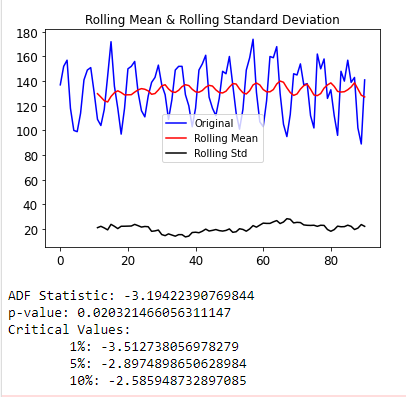 Rolling Mean & Rolling Standard Deviation
180
160
140
120
100
80
60
40
20
Original
Rolling Mean
Rolling Std
0 20 40 60 80
ADF Statistic: -3.19422390769844
p-value: 0.020321466056311147
Critical Values:
1%: -3.512738056978279
5%: -2.8974898650628984
10%: -2.585948732897085